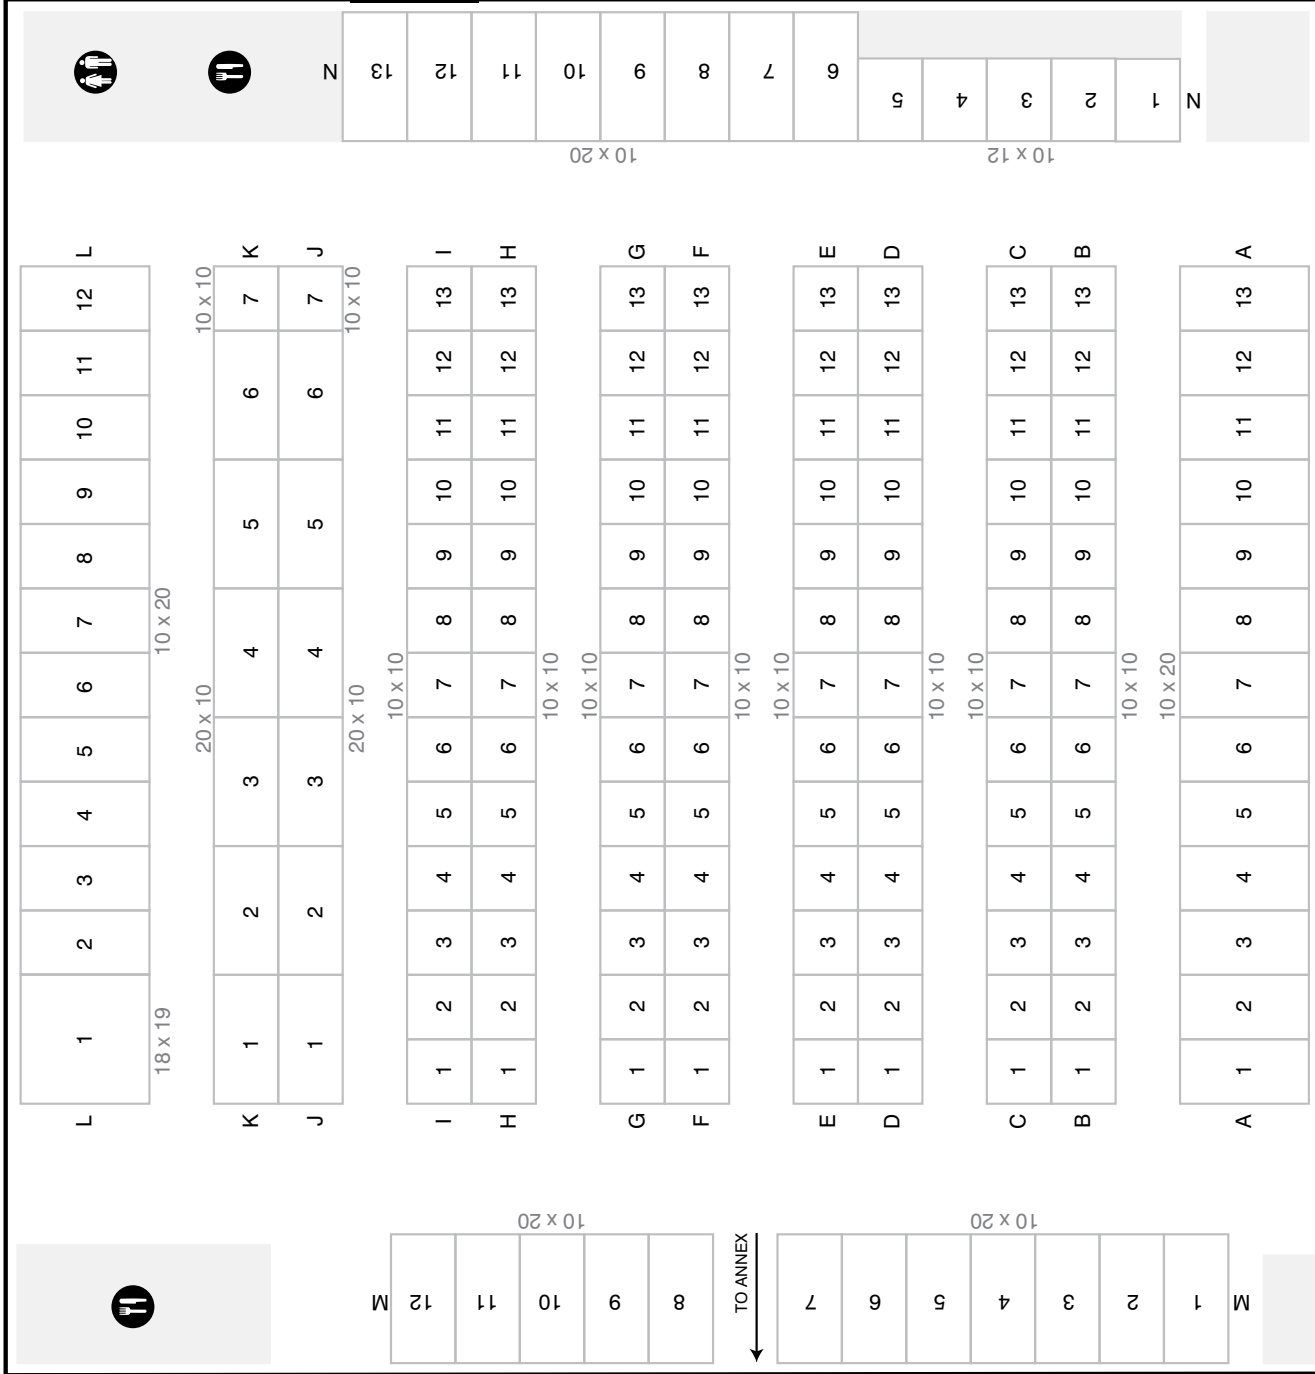 N 13 12 11 10 9 8 7 6 5 4 3 2 1 N
10 x 20 10 x 12
L K J I H G F E D C B A
10 x 10 10 x 10
12 7 7 13 13 13 13 13 13 13 13 13
11 6 6 12 12 12 12 12 12 12 12 12
10 11 11 11 11 11 11 11 11 11
9 5 5 10 10 10 10 10 10 10 10 10
8 9 9 9 9 9 9 9 9 9
7 10 x 20 4 4 8 8 8 8 8 8 8 8 8
6 20 x 10 20 x 10 10 x 10 7 7 10 x 10 10 x 10 7 7 10 x 10 10 x 10 7 7 10 x 10 10 x 10 7 7 10 x 10 10 x 20 7
5 3 3 6 6 6 6 6 6 6 6 6
4 5 5 5 5 5 5 5 5 5
3 2 2 4 4 4 4 4 4 4 4 4
2 3 3 3 3 3 3 3 3 3
1 18 x 19 1 1 2 2 2 2 2 2 2 2 2
1 1 1 1 1 1 1 1 1
L K J I H G F E D C B A
10 x 20 10 x 20
M 12 11 10 9 8 TO ANNEX 7 6 5 4 3 2 1 M